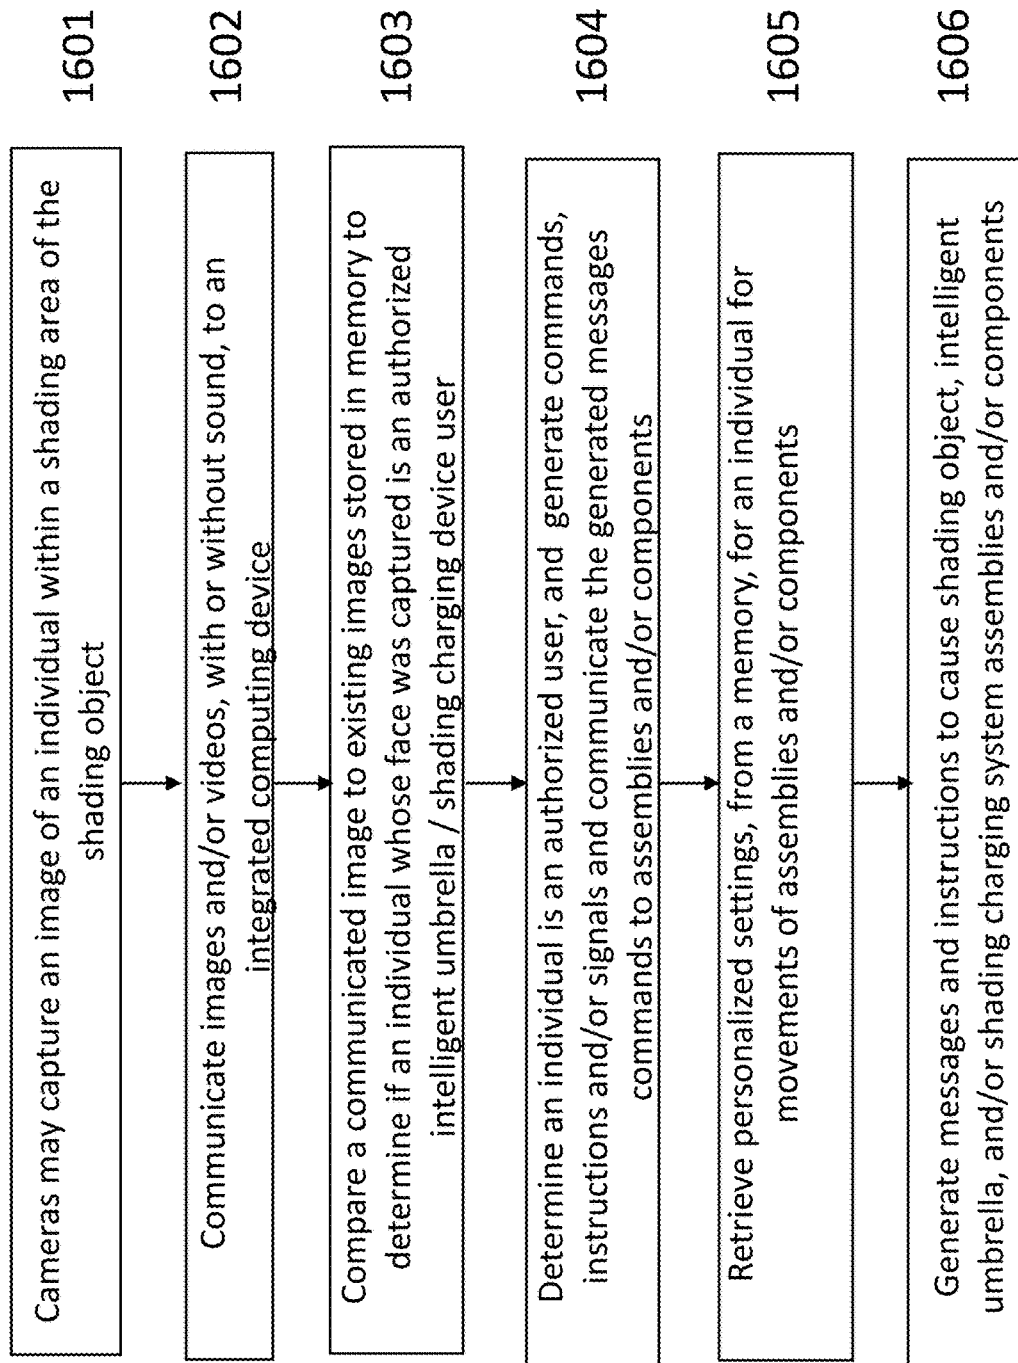 Cameras may capture an image of an individual within a shading area of the
shading object
1601
Communicate images and/or videos, with or without sound, to an
integrated computing device
1602
Compare a communicated image to existing images stored in memory to
determine if an individual whose face was captured is an authorized
intelligent umbrella / shading charging device user
1603
Determine an individual is an authorized user, and generate commands,
instructions and/or signals and communicate the generated messages
commands to assemblies and/or components
1604
Retrieve personalized settings, from a memory, for an individual for
movements of assemblies and/or components
1605
Generate messages and instructions to cause shading object, intelligent
umbrella, and/or shading charging system assemblies and/or components
1606